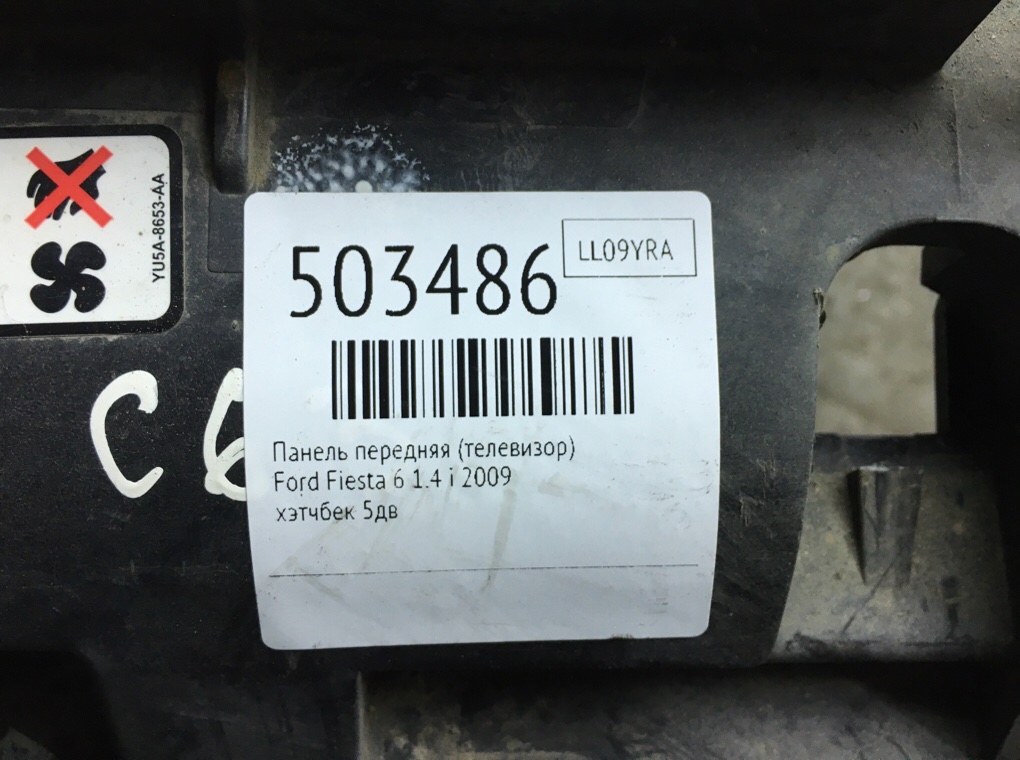 YU5A-8653-AA
503486
LL09YRA
Панель передняя (телевизор)
Ford Fiesta 6 1.4 i 2009
хэтчбек 5дв